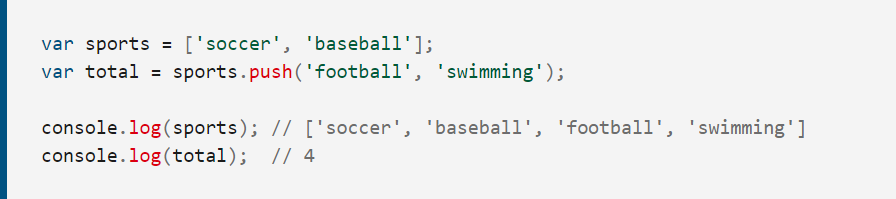 var sports = ['soccer', 'baseball'];
var total = sports.push('football', 'swimming');
console.log(sports); // ['soccer', 'baseball', 'football', 'swimming']
console.log(total);  // 4